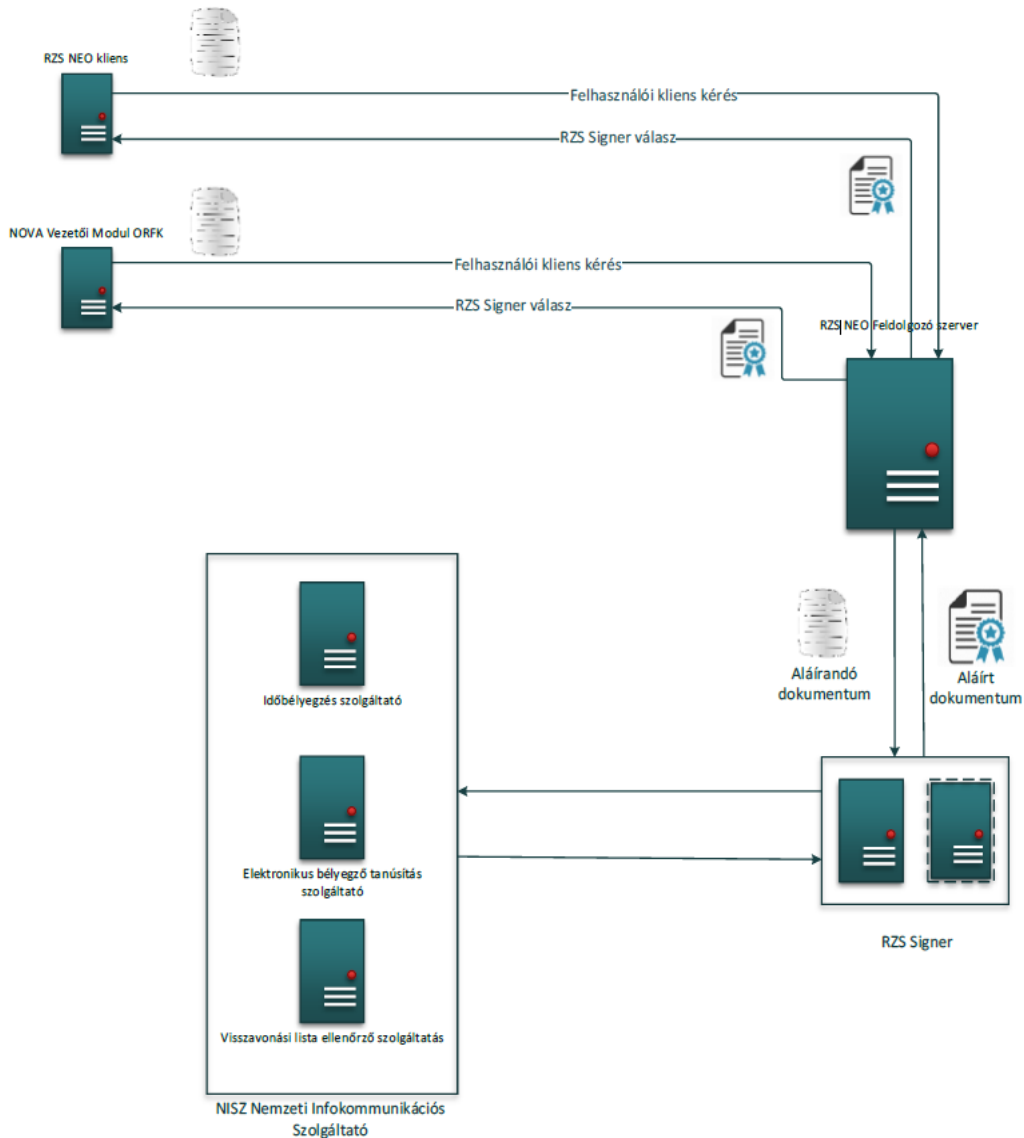 RZS NEO kliens
Felhasználói kliens kérés
RZS Signer válasz
NOVA Vezetői Modul ORFK
Felhasználói kliens kérés
RZS Signer válasz
RZS NEO Feldolgozó szerver
Időbélyegzés szolgáltató
Aláírandó
dokumentum
Aláírt
dokumentum
Elektronikus bélyegző tanúsítás
szolgáltató
RZS Signer
Visszavonási lista ellenőrző szolgáltatás
NISZ Nemzeti Infokommunikációs
Szolgáltató